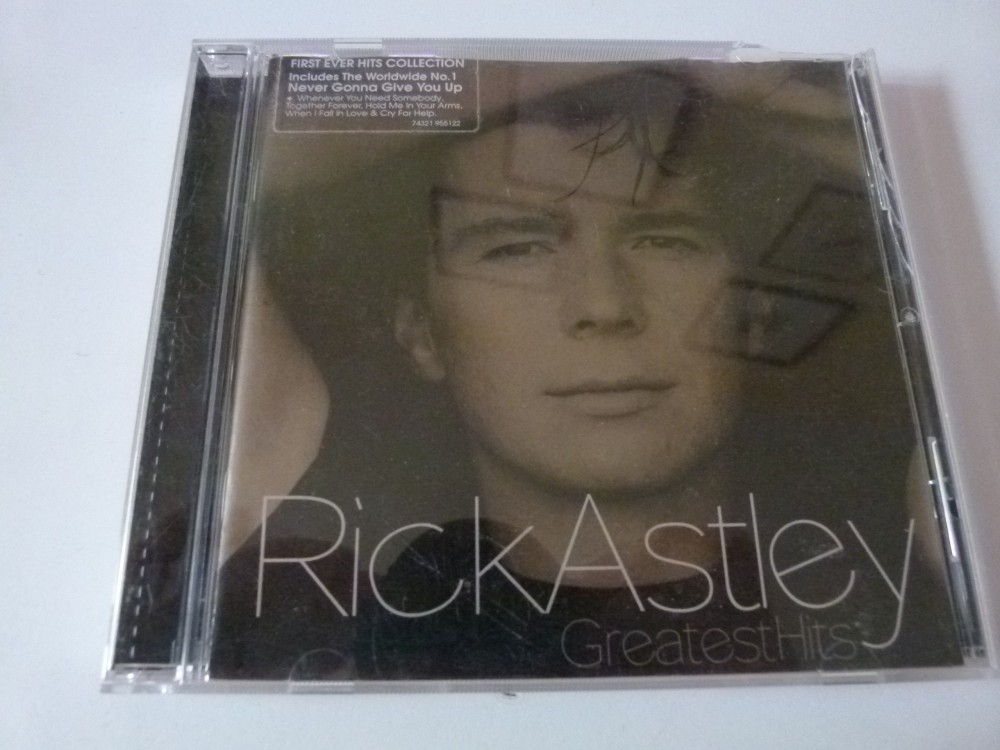 FIRST EVER HITS COLLECTION
Includes The Worldwide No.1
Never Gonna Give You Up
★ Whenever You Need Somebody,
Together Forever, Hold Me In Your Arms,
When I Fall In Love & Cry For Help.
74321 955122
RickAstley
GreatestHits